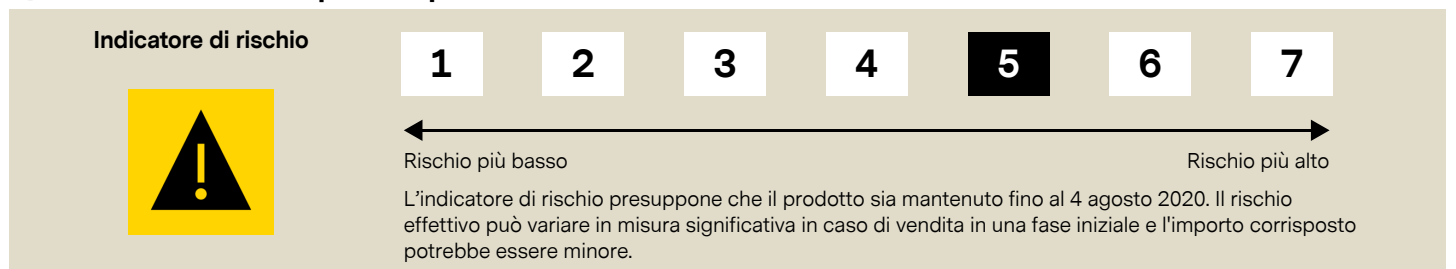 Indicatore di rischio
1 2 3 4 5 6 7
Rischio più basso Rischio più alto
L'indicatore di rischio presuppone che il prodotto sia mantenuto fino al 4 agosto 2020. Il rischio
effettivo può variare in misura significativa in caso di vendita in una fase iniziale e l'importo corrisposto
potrebbe essere minore.